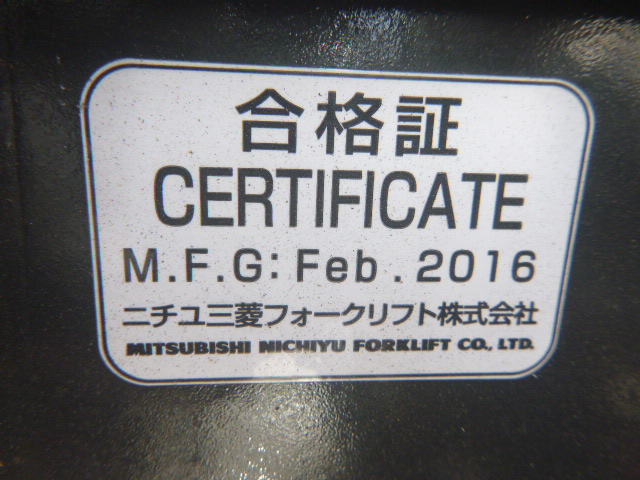 合格証
CERTIFICATE
M.F.G: Feb. 2016
ニチユ三菱フォークリフト株式会社
MITSUBISHI NICHIYU FORKLIFT CO., LTD.